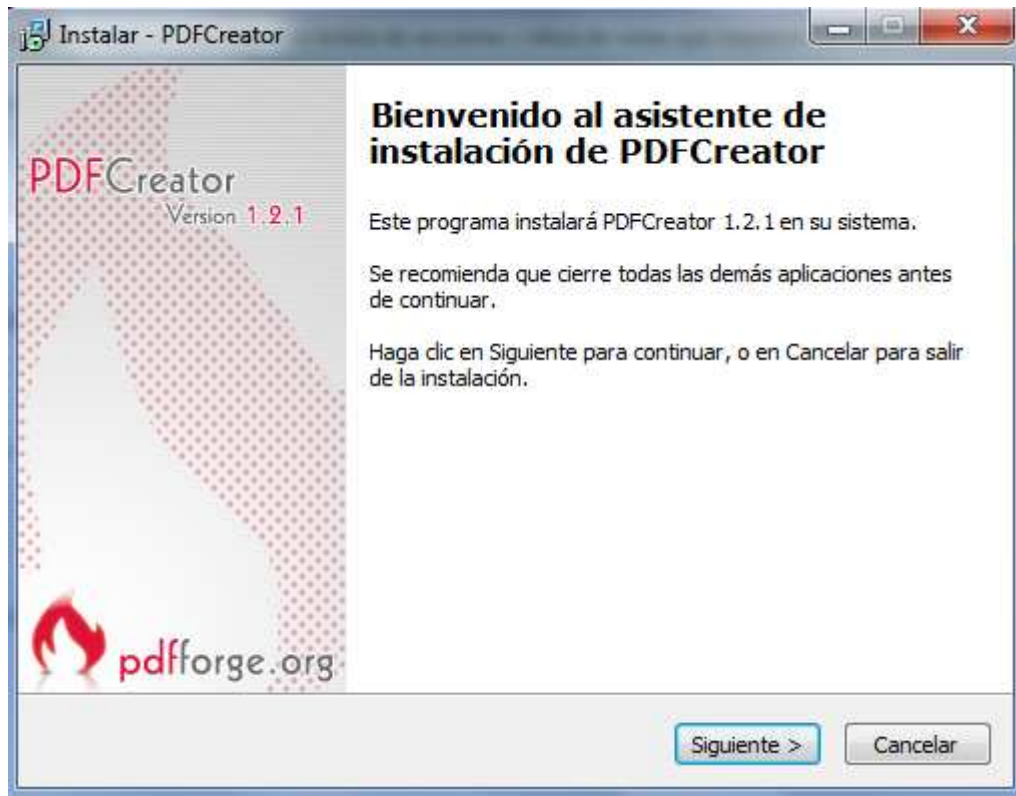 Instalar - PDFCreator
PDFCreator
Version 1.2.1
Bienvenido al asistente de
instalación de PDFCreator
Este programa instalará PDFCreator 1.2.1 en su sistema.
Se recomienda que cierre todas las demás aplicaciones antes
de continuar.
Haga clic en Siguiente para continuar, o en Cancelar para salir
de la instalación.
pdfforge.org
Siguiente >
Cancelar